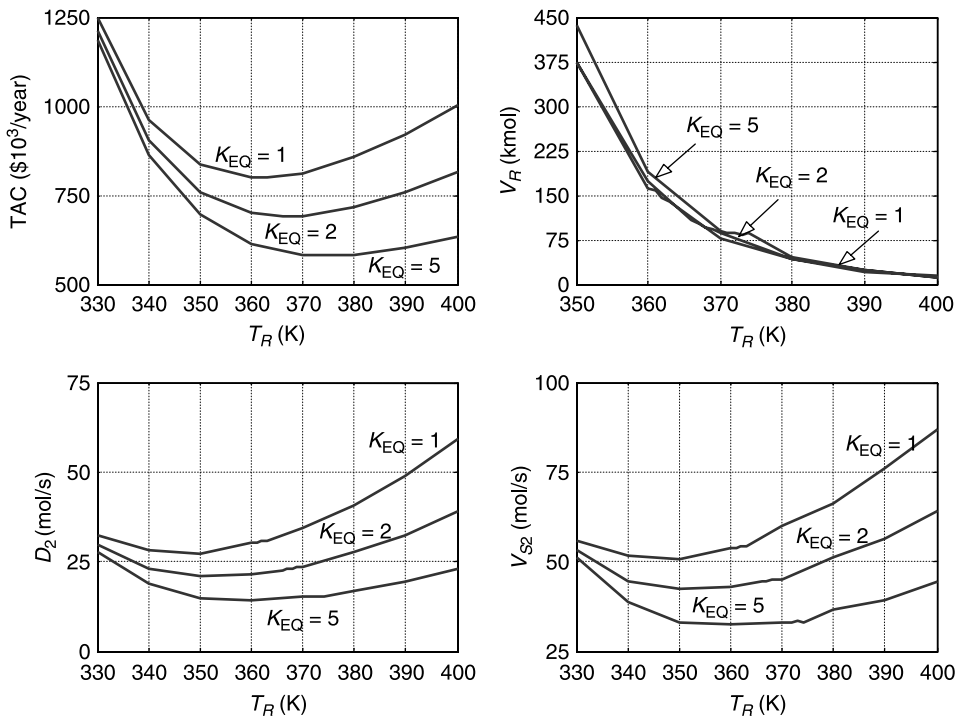 TAC ($10³/year)
1250
1000
750
500
K_EQ = 1
K_EQ = 2
K_EQ = 5
330 340 350 360 370 380 390 400
T_R (K)
V_R (kmol)
450
375
300
225
150
75
0
K_EQ = 5
K_EQ = 2
K_EQ = 1
350 360 370 380 390 400
T_R (K)
D_2 (mol/s)
75
50
25
0
K_EQ = 1
K_EQ = 2
K_EQ = 5
330 340 350 360 370 380 390 400
T_R (K)
V_S2 (mol/s)
100
75
50
25
K_EQ = 1
K_EQ = 2
K_EQ = 5
330 340 350 360 370 380 390 400
T_R (K)